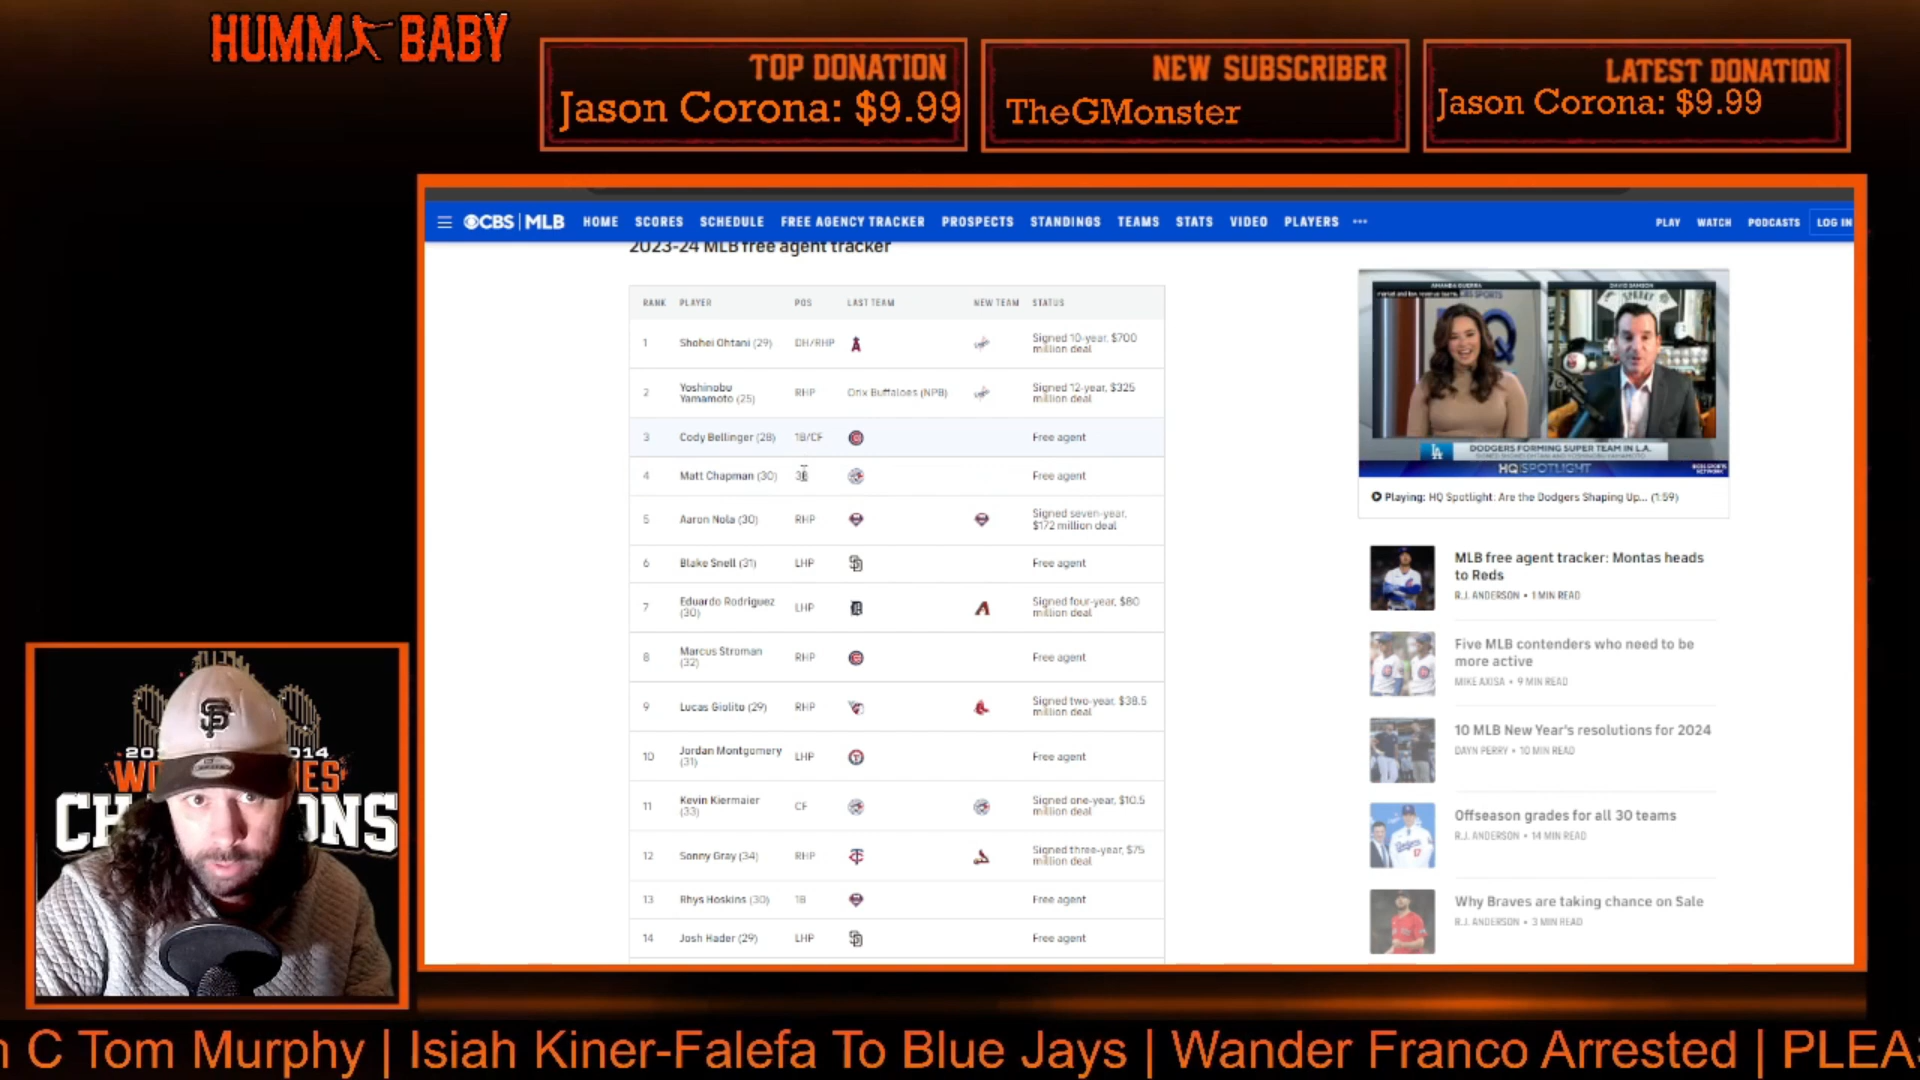 HUMM BABY
TOP DONATION
Jason Corona: $9.99
NEW SUBSCRIBER
TheGMonster
LATEST DONATION
Jason Corona: $9.99
CBS | MLB HOME SCORES SCHEDULE FREE AGENCY TRACKER PROSPECTS STANDINGS TEAMS STATS VIDEO PLAYERS ••• PLAY WATCH PODCASTS LOG IN
2023-24 MLB free agent tracker
RANK PLAYER POS LAST TEAM NEW TEAM STATUS
1 Shohei Ohtani (29) DH/RHP Signed 10-year, $700 million deal
2 Yoshinobu Yamamoto (25) RHP Orix Buffaloes (NPB) Signed 12-year, $325 million deal
3 Cody Bellinger (28) 1B/CF Free agent
4 Matt Chapman (30) Free agent
5 Aaron Nola (30) RHP Signed seven-year, $172 million deal
6 Blake Snell (31) LHP Free agent
7 Eduardo Rodriguez (30) LHP Signed four-year, $80 million deal
8 Marcus Stroman (32) RHP Free agent
9 Lucas Giolito (29) RHP Signed two-year, $38.5 million deal
10 Jordan Montgomery (31) LHP Free agent
11 Kevin Kiermaier (33) CF Signed one-year, $10.5 million deal
12 Sonny Gray (34) RHP Signed three-year, $75 million deal
13 Rhys Hoskins (30) 1B Free agent
14 Josh Hader (29) LHP Free agent
AMANDA GUERRA
DAVID SAMSON
DODGERS FORMING SUPER TEAM IN L.A.
HQ SPOTLIGHT
Playing: HQ Spotlight: Are the Dodgers Shaping Up... (1:59)
MLB free agent tracker: Montas heads
to Reds
R.J. ANDERSON • 1 MIN READ
Five MLB contenders who need to be
more active
MIKE AXISA • 9 MIN READ
10 MLB New Year's resolutions for 2024
DAYN PERRY • 10 MIN READ
Offseason grades for all 30 teams
R.J. ANDERSON • 14 MIN READ
Why Braves are taking chance on Sale
R.J. ANDERSON • 3 MIN READ
SF
n C Tom Murphy | Isiah Kiner-Falefa To Blue Jays | Wander Franco Arrested | PLEA